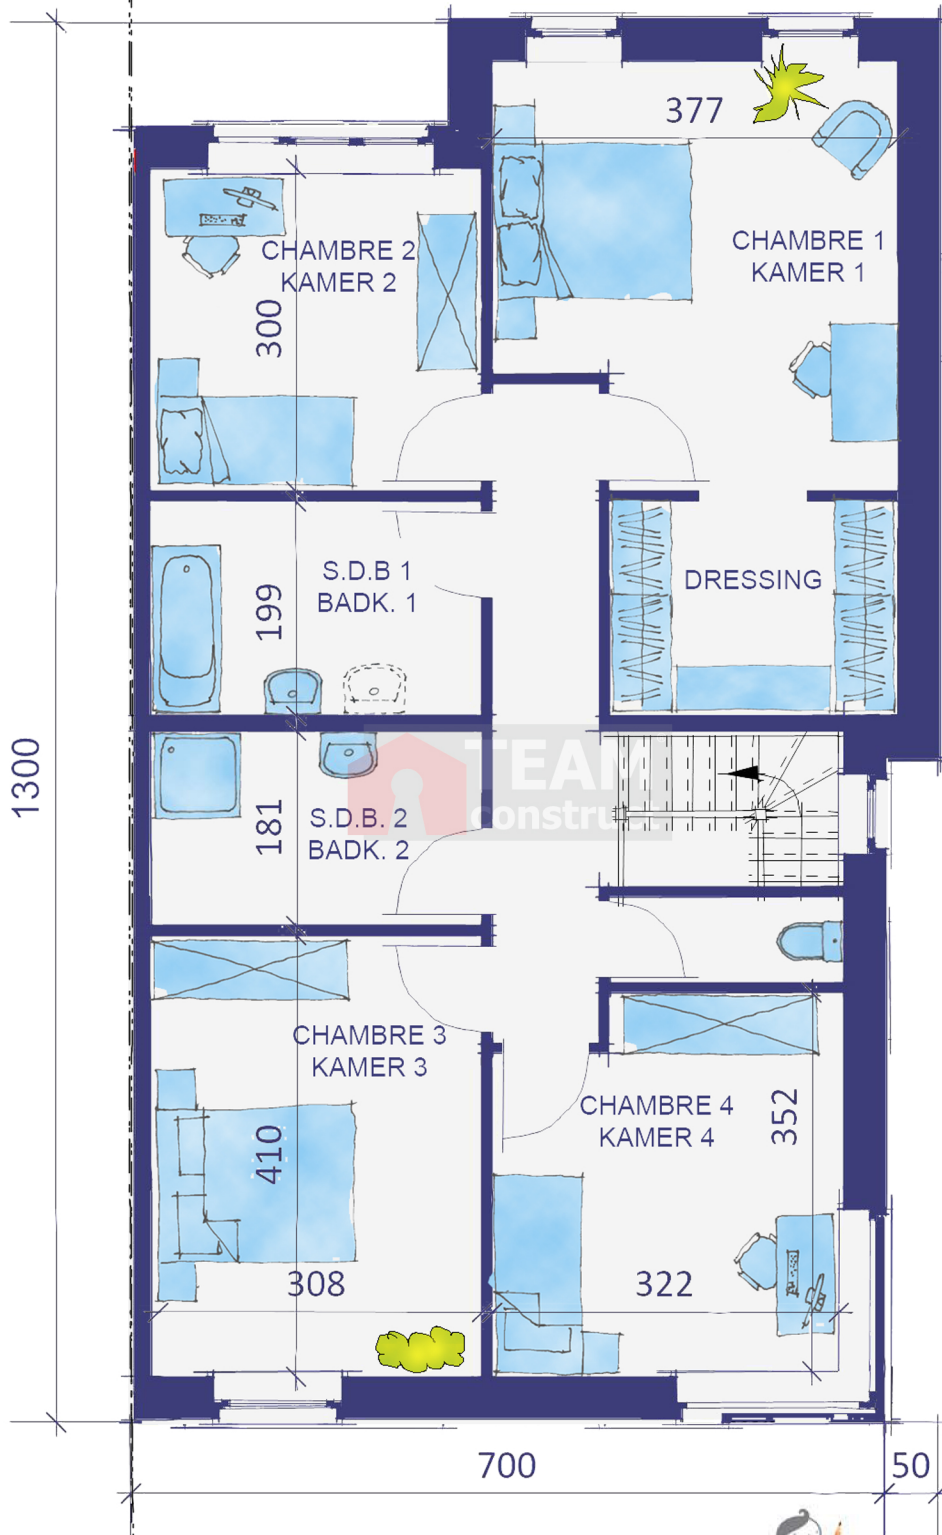 377
CHAMBRE 1
KAMER 1
CHAMBRE 2
KAMER 2
300
S.D.B 1
BADK. 1
199
DRESSING
1300
TEAM
construct
S.D.B. 2
BADK. 2
181
CHAMBRE 3
KAMER 3
410
308
CHAMBRE 4
KAMER 4
352
322
700
50